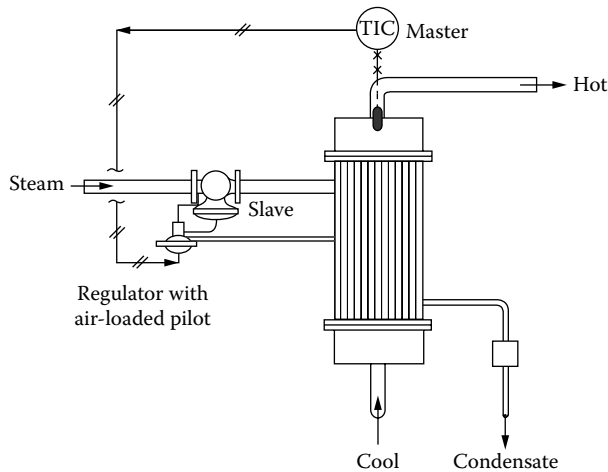 TIC
Master
Hot
Steam
Slave
Regulator with
air-loaded pilot
Cool
Condensate